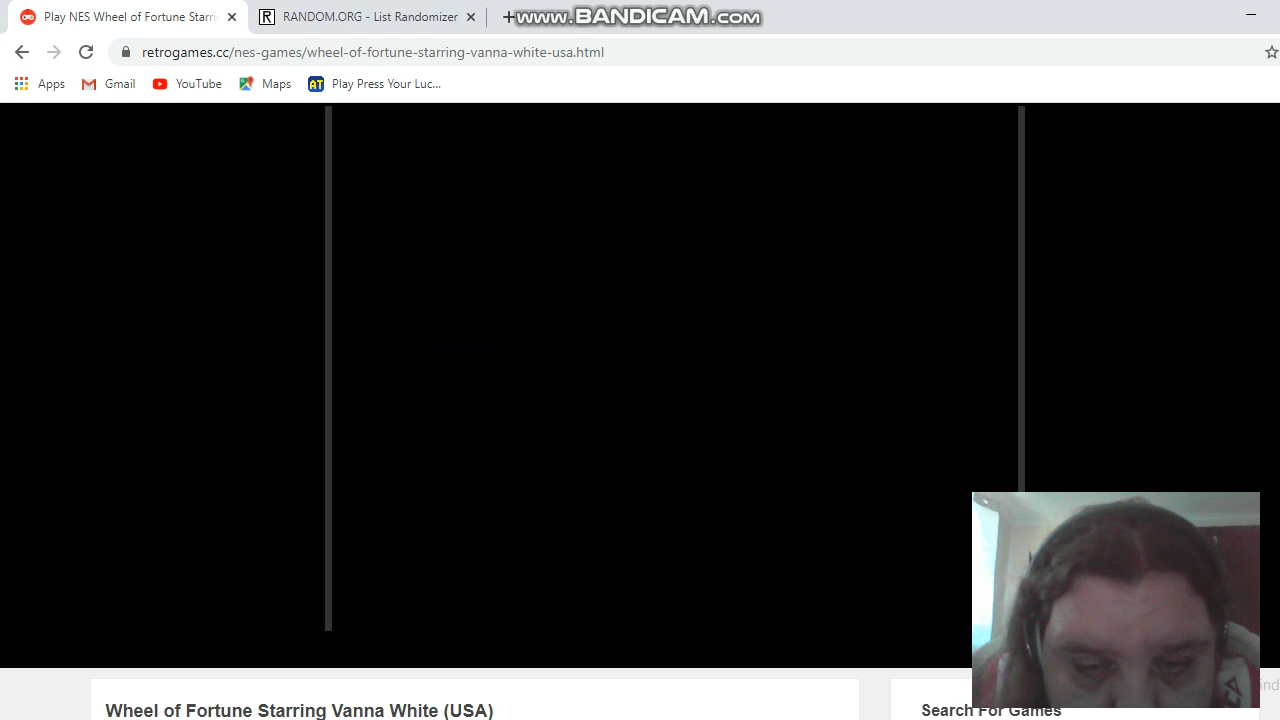 Play NES Wheel of Fortune Starri
RANDOM.ORG - List Randomizer
www.BANDICAM.com
retrogames.cc/nes-games/wheel-of-fortune-starring-vanna-white-usa.html
Apps
Gmail
YouTube
Maps
Play Press Your Luc...
Wheel of Fortune Starring Vanna White (USA)
Search For Games